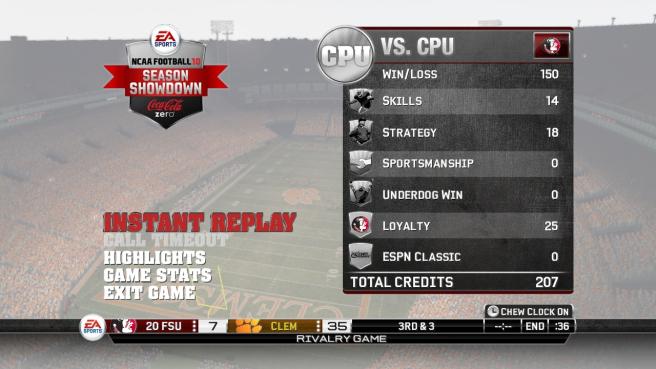 EA SPORTS
NCAA FOOTBALL 10
SEASON
SHOWDOWN
Coca-Cola
zero
CPU VS. CPU
WIN/LOSS 150
SKILLS 14
STRATEGY 18
SPORTSMANSHIP 0
UNDERDOG WIN 0
LOYALTY 25
ESPN CLASSIC 0
TOTAL CREDITS 207
INSTANT REPLAY
CALL TIMEOUT
HIGHLIGHTS
GAME STATS
EXIT GAME
CHEW CLOCK ON
EA SPORTS 20 FSU 7 CLEM 35 3RD & 3 --:-- END :36
RIVALRY GAME